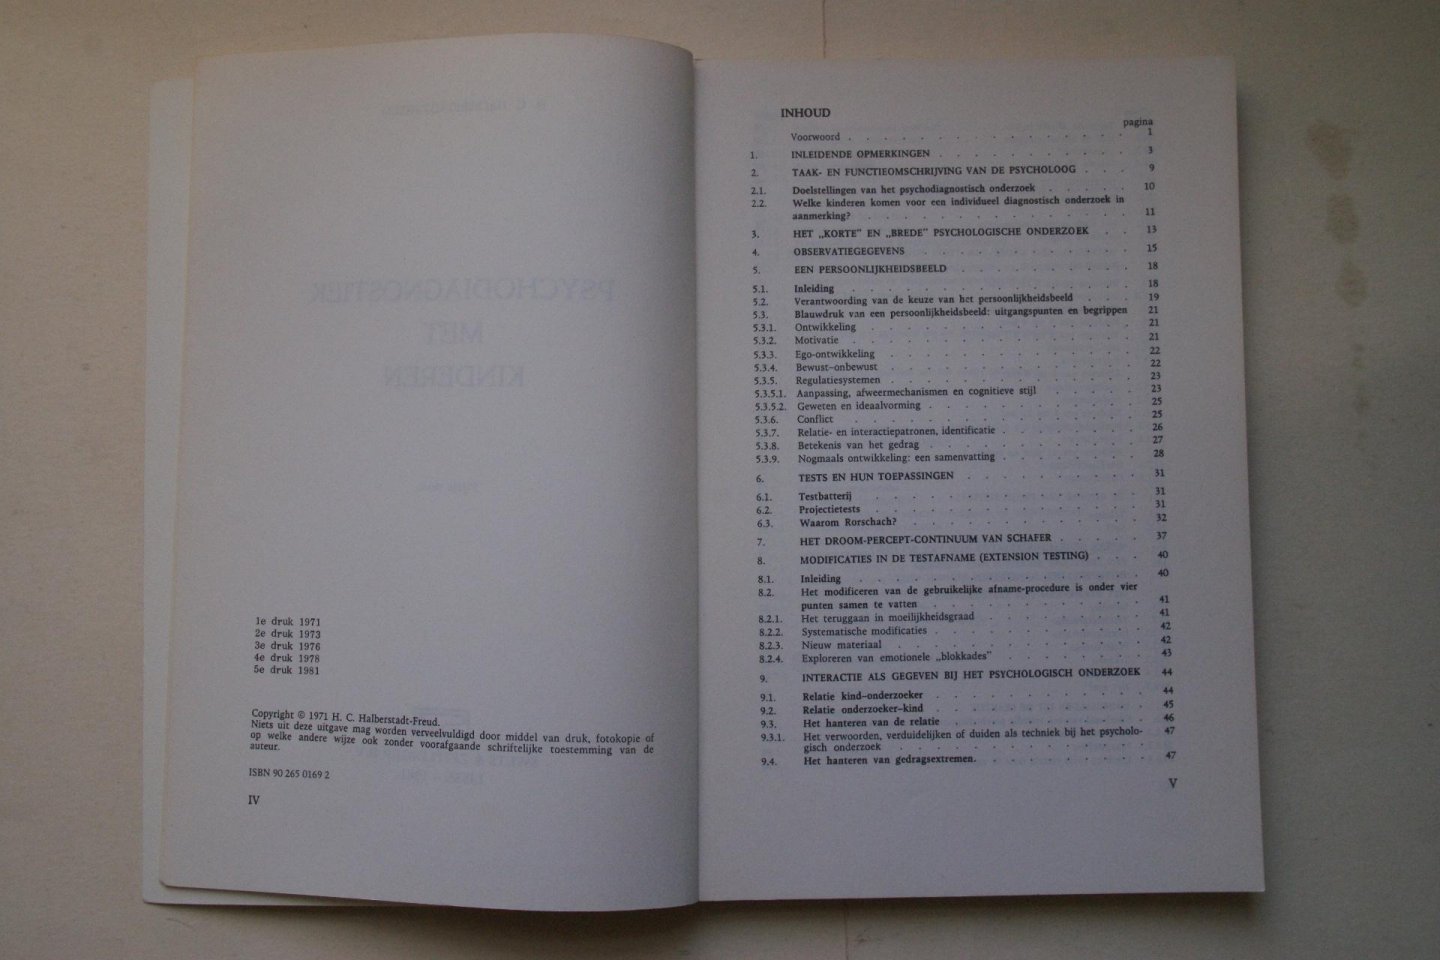 1e druk 1971
2e druk 1973
3e druk 1976
4e druk 1978
5e druk 1981
Copyright © 1971 H. C. Halberstadt-Freud.
Niets uit deze uitgave mag worden verveelvuldigd door middel van druk, fotokopie of
op welke andere wijze ook zonder voorafgaande schriftelijke toestemming van de
auteur.
ISBN 90 265 0169 2
IV
INHOUD
pagina
Voorwoord . . . . . . . . . . . . . . . . 1
1. INLEIDENDE OPMERKINGEN . . . . . . . . . . . 3
2. TAAK- EN FUNCTIEOMSCHRIJVING VAN DE PSYCHOLOOG . . . 9
2.1. Doelstellingen van het psychodiagnostisch onderzoek . . . . . 10
2.2. Welke kinderen komen voor een individueel diagnostisch onderzoek in
aanmerking? . . . . . . . . . . . . . . . 11
3. HET „KORTE” EN „BREDE” PSYCHOLOGISCHE ONDERZOEK . . 13
4. OBSERVATIEGEGEVENS . . . . . . . . . . . . 15
5. EEN PERSOONLIJKHEIDSBEELD . . . . . . . . . . 18
5.1. Inleiding . . . . . . . . . . . . . . . . 18
5.2. Verantwoording van de keuze van het persoonlijkheidsbeeld . . . 19
5.3. Blauwdruk van een persoonlijkheidsbeeld: uitgangspunten en begrippen 21
5.3.1. Ontwikkeling . . . . . . . . . . . . . . . 21
5.3.2. Motivatie . . . . . . . . . . . . . . . . 21
5.3.3. Ego-ontwikkeling . . . . . . . . . . . . . . 22
5.3.4. Bewust–onbewust . . . . . . . . . . . . . . 22
5.3.5. Regulatiesystemen . . . . . . . . . . . . . . 23
5.3.5.1. Aanpassing, afweermechanismen en cognitieve stijl . . . . . 23
5.3.5.2. Geweten en ideaalvorming . . . . . . . . . . . . 25
5.3.6. Conflict . . . . . . . . . . . . . . . . 25
5.3.7. Relatie- en interactiepatronen, identificatie . . . . . . . . 26
5.3.8. Betekenis van het gedrag . . . . . . . . . . . . 27
5.3.9. Nogmaals ontwikkeling: een samenvatting . . . . . . . . 28
6. TESTS EN HUN TOEPASSINGEN . . . . . . . . . . 31
6.1. Testbatterij . . . . . . . . . . . . . . . 31
6.2. Projectietests . . . . . . . . . . . . . . . 31
6.3. Waarom Rorschach? . . . . . . . . . . . . . 32
7. HET DROOM-PERCEPT-CONTINUUM VAN SCHAFER . . . . . 37
8. MODIFICATIES IN DE TESTAFNAME (EXTENSION TESTING) . . . 40
8.1. Inleiding . . . . . . . . . . . . . . . . 40
8.2. Het modificeren van de gebruikelijke afname-procedure is onder vier
punten samen te vatten . . . . . . . . . . . . 41
8.2.1. Het teruggaan in moeilijkheidsgraad . . . . . . . . . 41
8.2.2. Systematische modificaties . . . . . . . . . . . . 42
8.2.3. Nieuw materiaal . . . . . . . . . . . . . . 42
8.2.4. Exploreren van emotionele „blokkades” . . . . . . . . 43
9. INTERACTIE ALS GEGEVEN BIJ HET PSYCHOLOGISCH ONDERZOEK 44
9.1. Relatie kind–onderzoeker . . . . . . . . . . . . 44
9.2. Relatie onderzoeker–kind . . . . . . . . . . . . 45
9.3. Het hanteren van de relatie . . . . . . . . . . . 46
9.3.1. Het verwoorden, verduidelijken of duiden als techniek bij het psycholo-
gisch onderzoek . . . . . . . . . . . . . . 47
9.4. Het hanteren van gedragsextremen. . . . . . . . . . 47
V